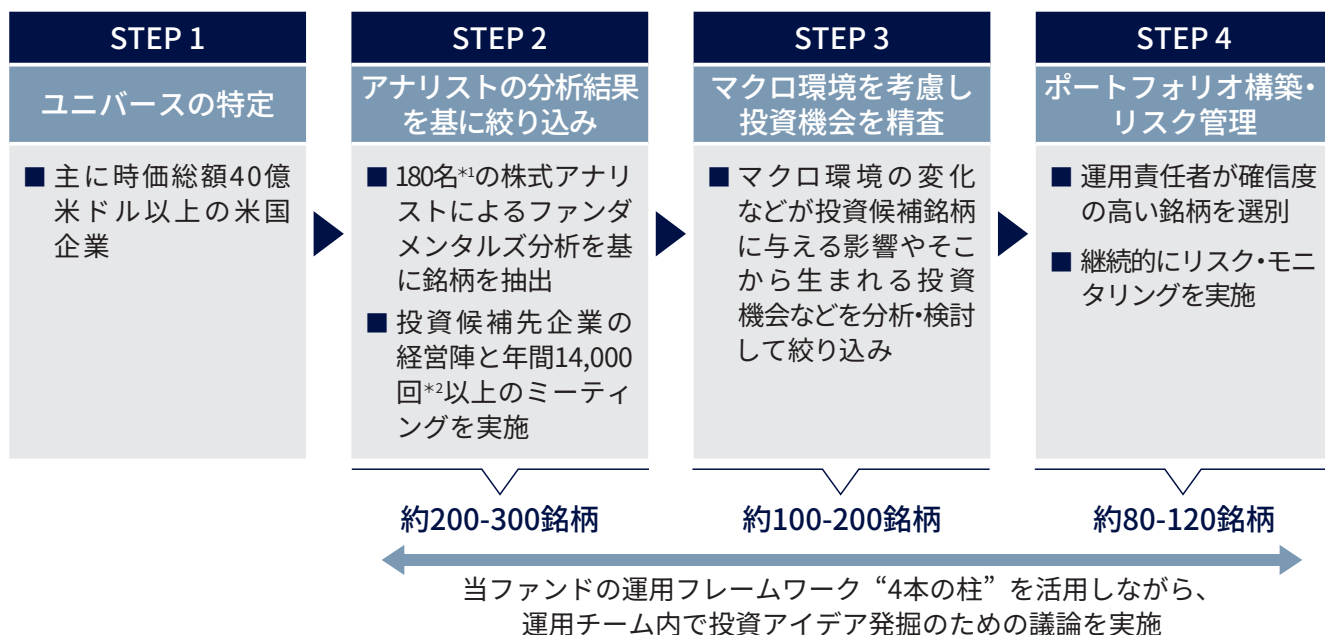 STEP 1
ユニバースの特定
■ 主に時価総額40億
米ドル以上の米国
企業
STEP 2
アナリストの分析結果
を基に絞り込み
■ 180名*1の株式アナリ
ストによるファンダ
メンタルズ分析を基
に銘柄を抽出
■ 投資候補先企業の
経営陣と年間14,000
回*2以上のミーティ
ングを実施
約200-300銘柄
STEP 3
マクロ環境を考慮し
投資機会を精査
■ マクロ環境の変化
などが投資候補銘柄
に与える影響やそこ
から生まれる投資
機会などを分析・検討
して絞り込み
約100-200銘柄
STEP 4
ポートフォリオ構築・
リスク管理
■ 運用責任者が確信度
の高い銘柄を選別
■ 継続的にリスク・モニ
タリングを実施
約80-120銘柄
当ファンドの運用フレームワーク“4本の柱”を活用しながら、
運用チーム内で投資アイデア発掘のための議論を実施